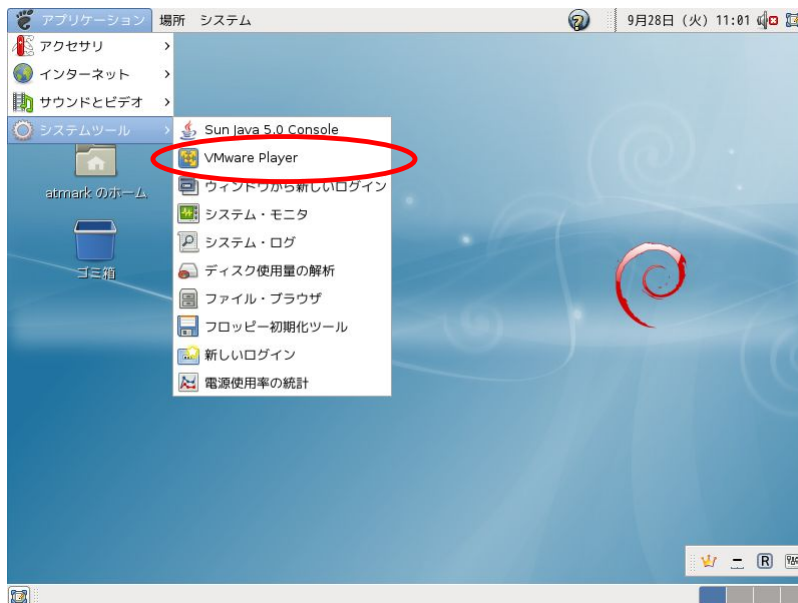 アプリケーション 場所 システム 9月28日 (火) 11:01
アクセサリ
インターネット
サウンドとビデオ
システムツール
Sun Java 5.0 Console
VMware Player
ウィンドウから新しいログイン
システム・モニタ
システム・ログ
ディスク使用量の解析
ファイル・ブラウザ
フロッピー初期化ツール
新しいログイン
電源使用率の統計
atmark のホーム
ゴミ箱
R